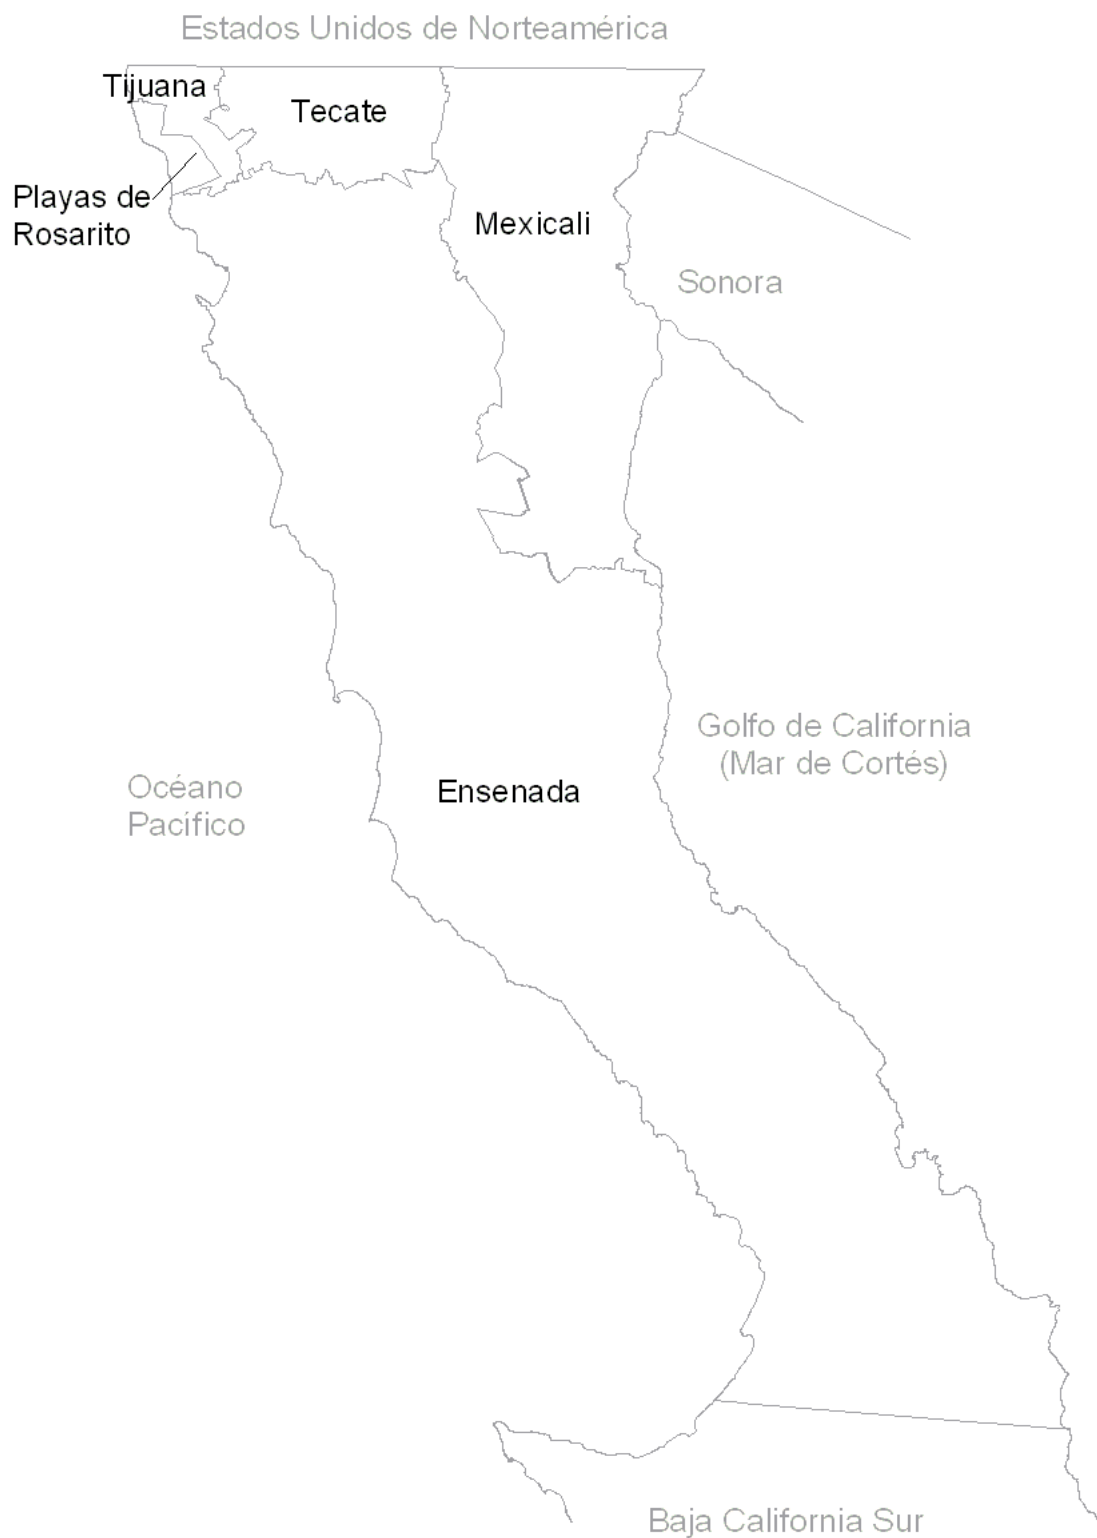 Estados Unidos de Norteamérica
Tijuana
Tecate
Playas de
Rosarito
Mexicali
Sonora
Golfo de California
(Mar de Cortés)
Océano
Pacífico
Ensenada
Baja California Sur